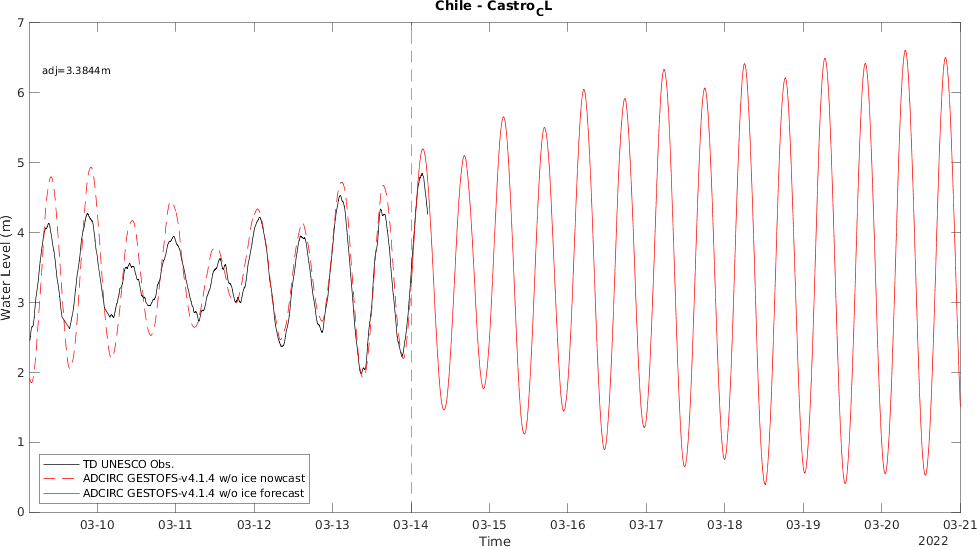 Chile - Castro_CL
7
6
5
4
3
2
1
0
Water Level (m)
adj=3.3844m
TD UNESCO Obs.
ADCIRC GESTOFS-v4.1.4 w/o ice nowcast
ADCIRC GESTOFS-v4.1.4 w/o ice forecast
03-10 03-11 03-12 03-13 03-14 03-15 03-16 03-17 03-18 03-19 03-20 03-21
Time
2022